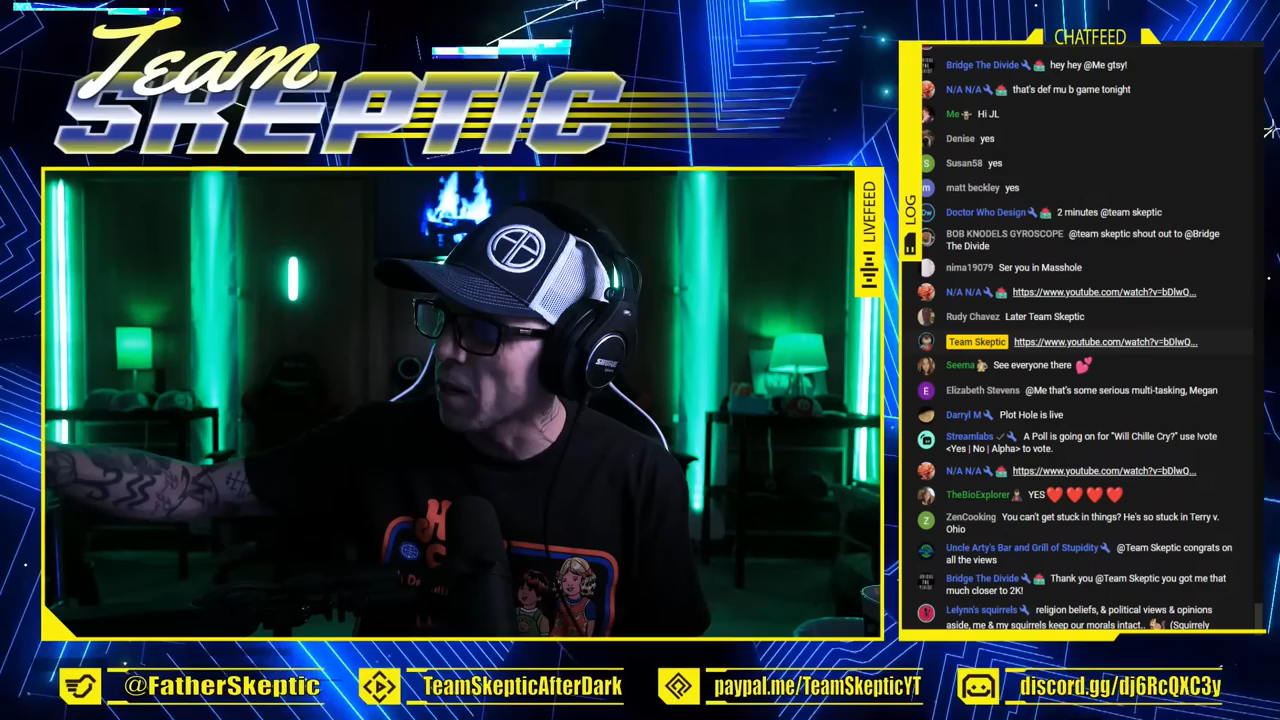 Team
SKEPTIC
CHATFEED
LIVEFEED
LOG
Bridge The Divide hey hey @Me gtsy!
N/A N/A that's def mu b game tonight
Me Hi JL
Denise yes
Susan58 yes
matt beckley yes
Doctor Who Design 2 minutes @team skeptic
BOB KNODELS GYROSCOPE @team skeptic shout out to @Bridge
The Divide
nima19079 Ser you in Masshole
N/A N/A https://www.youtube.com/watch?v=bDlwQ...
Rudy Chavez Later Team Skeptic
Team Skeptic https://www.youtube.com/watch?v=bDlwQ...
Seema See everyone there
Elizabeth Stevens @Me that's some serious multi-tasking, Megan
Darryl M Plot Hole is live
Streamlabs A Poll is going on for "Will Chille Cry?" use !vote
<Yes | No | Alpha> to vote.
N/A N/A https://www.youtube.com/watch?v=bDlwQ...
TheBioExplorer YES
ZenCooking You can't get stuck in things? He's so stuck in Terry v.
Ohio
Uncle Arty's Bar and Grill of Stupidity @Team Skeptic congrats on
all the views
Bridge The Divide Thank you @Team Skeptic you got me that
much closer to 2K!
Lelynn's squirrels religion beliefs, & political views & opinions
aside, me & my squirrels keep our morals intact.. (Squirrely
@FatherSkeptic
TeamSkepticAfterDark
paypal.me/TeamSkepticYT
discord.gg/dj6RcQXC3y